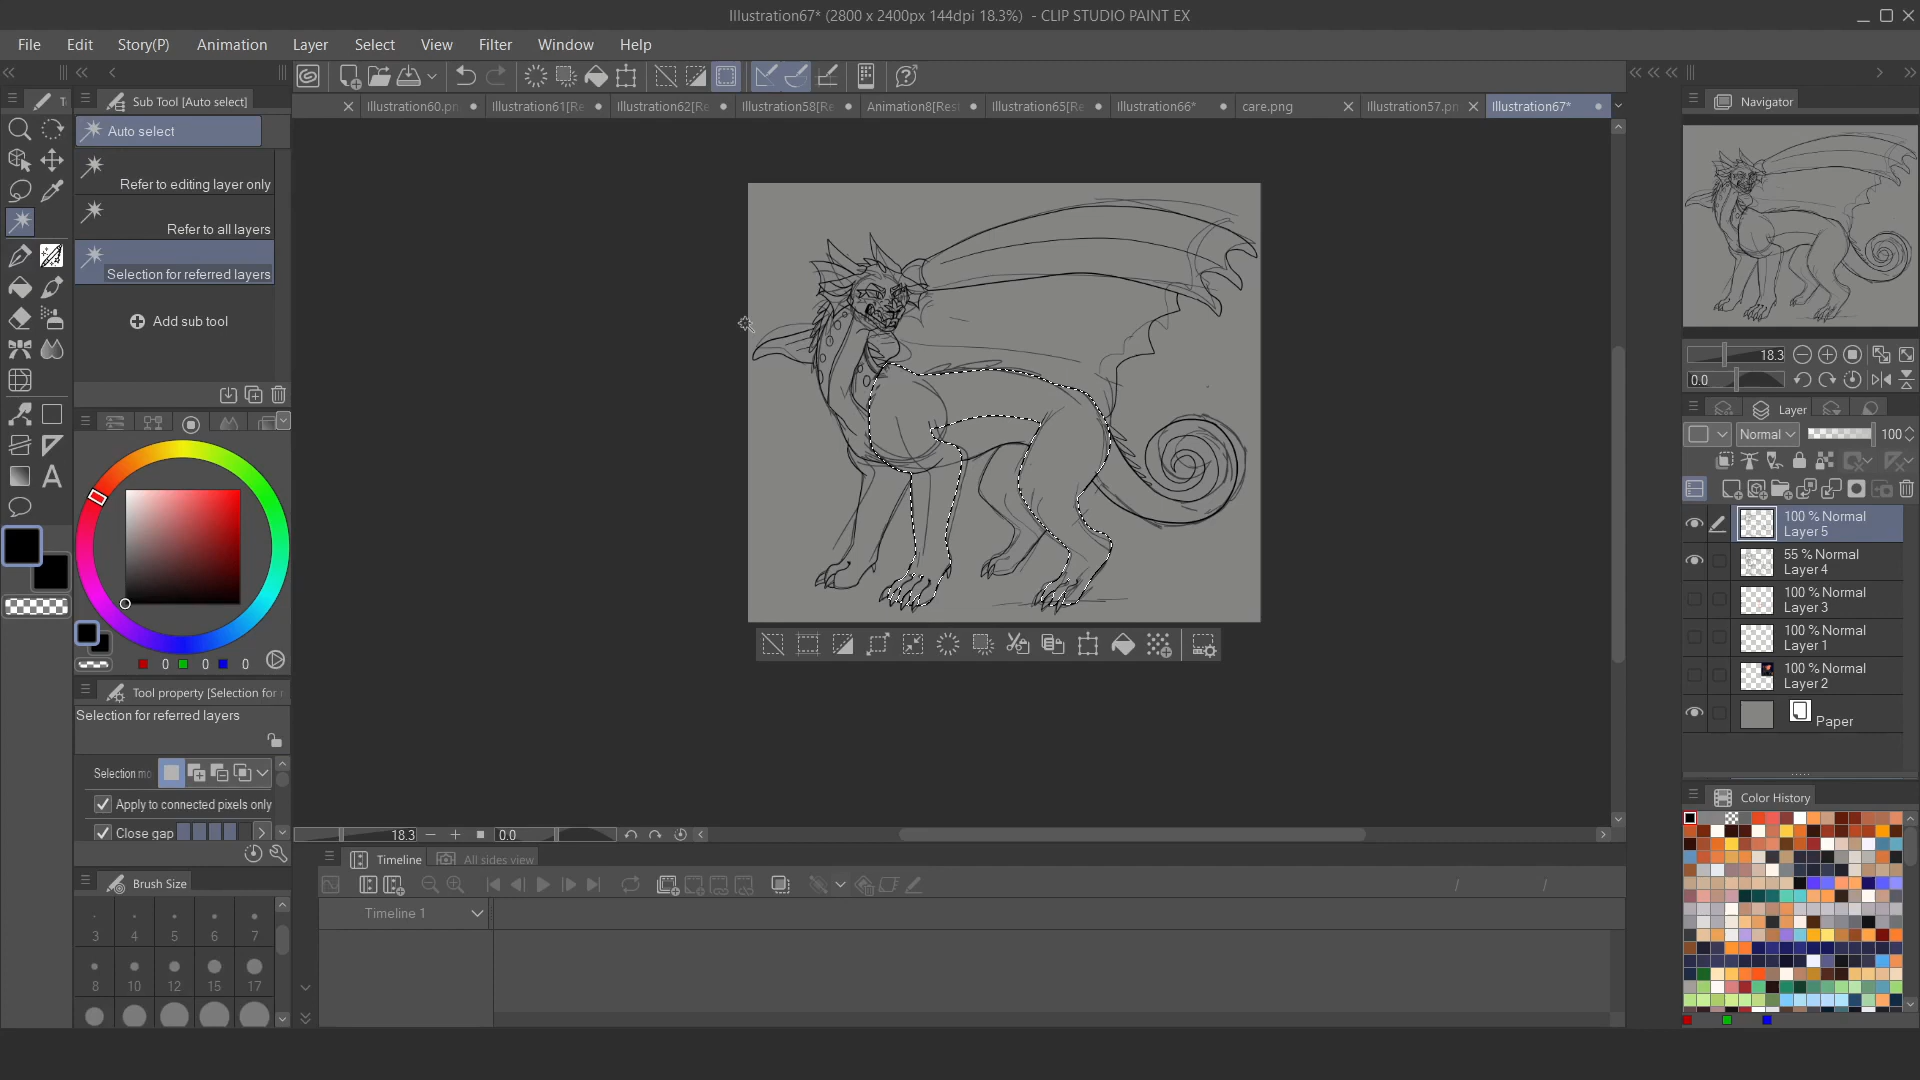 Illustration67* (2800 x 2400px 144dpi 18.3%) - CLIP STUDIO PAINT EX
File Edit Story(P) Animation Layer Select View Filter Window Help
Sub Tool [Auto select]
Illustration60.pn Illustration61[Re Illustration62[Re Illustration58[Re Animation8[Rest Illustration65[Re Illustration66* care.png Illustration57.pn Illustration67*
Navigator
Auto select
Refer to editing layer only
Refer to all layers
Selection for referred layers
Add sub tool
18.3
0.0
Layer
Normal 100
100 % Normal
Layer 5
55 % Normal
Layer 4
100 % Normal
Layer 3
100 % Normal
Layer 1
100 % Normal
Layer 2
Paper
0 0 0
Tool property [Selection for r
Selection for referred layers
Selection mo
Apply to connected pixels only
Close gap
Color History
18.3 0.0
Timeline All sides view
Brush Size
Timeline 1
3 4 5 6 7
8 10 12 15 17